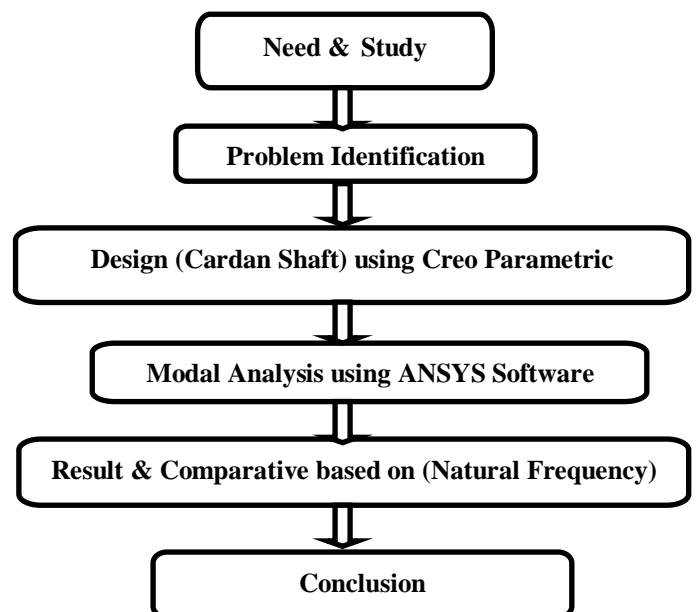 Need & Study
Problem Identification
Design (Cardan Shaft) using Creo Parametric
Modal Analysis using ANSYS Software
Result & Comparative based on (Natural Frequency)
Conclusion